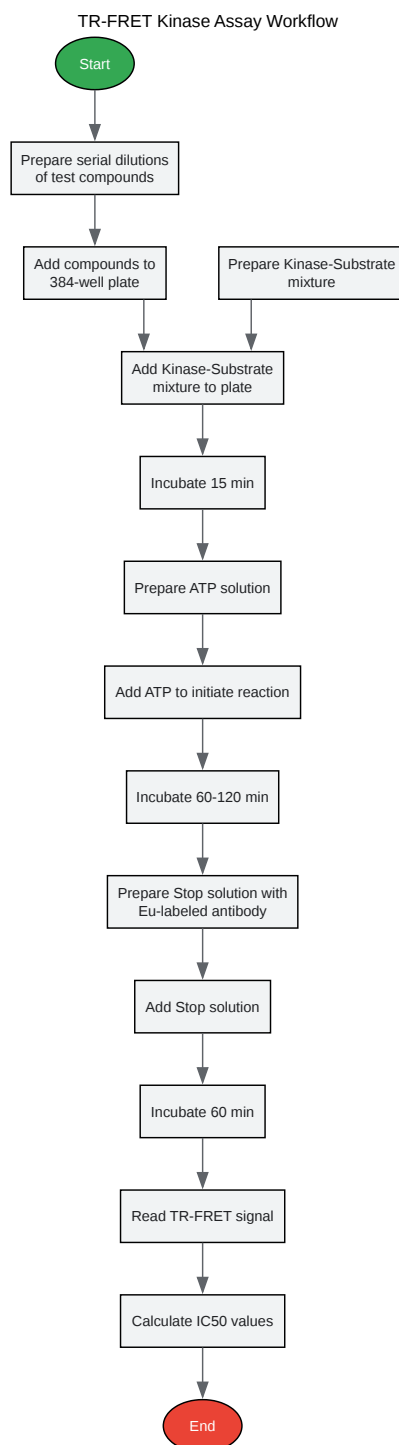 TR-FRET Kinase Assay Workflow
Start
Prepare serial dilutions
of test compounds
Add compounds to
384-well plate
Prepare Kinase-Substrate
mixture
Add Kinase-Substrate
mixture to plate
Incubate 15 min
Prepare ATP solution
Add ATP to initiate reaction
Incubate 60-120 min
Prepare Stop solution with
Eu-labeled antibody
Add Stop solution
Incubate 60 min
Read TR-FRET signal
Calculate IC50 values
End